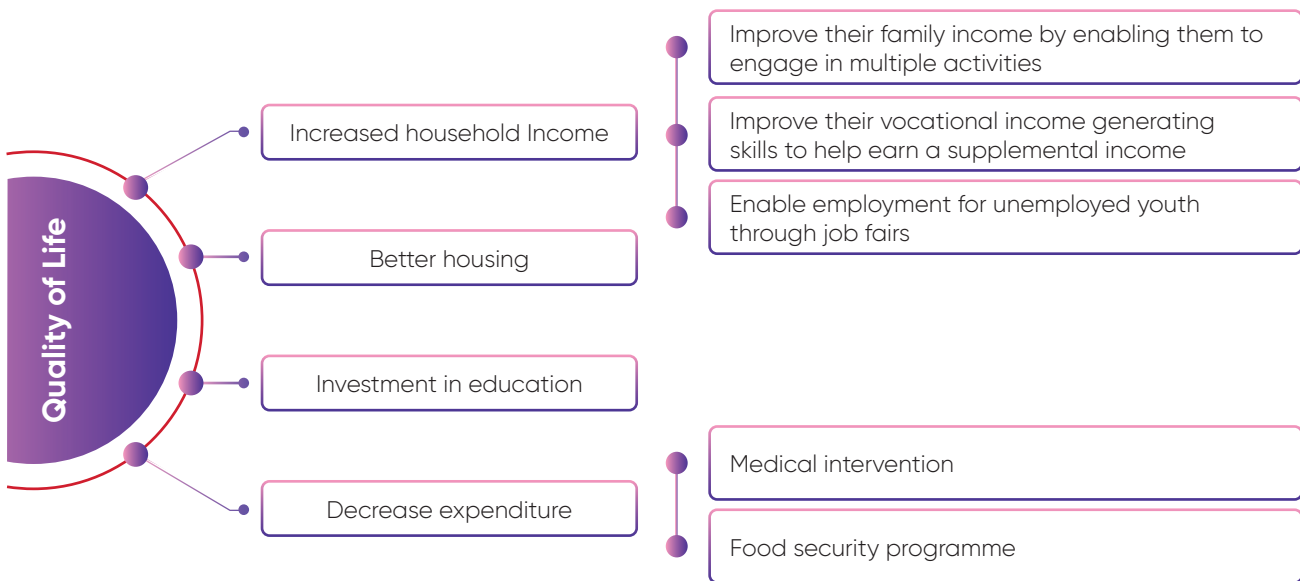 Quality of Life
Increased household Income
Improve their family income by enabling them to
engage in multiple activities
Improve their vocational income generating
skills to help earn a supplemental income
Enable employment for unemployed youth
through job fairs
Better housing
Investment in education
Decrease expenditure
Medical intervention
Food security programme